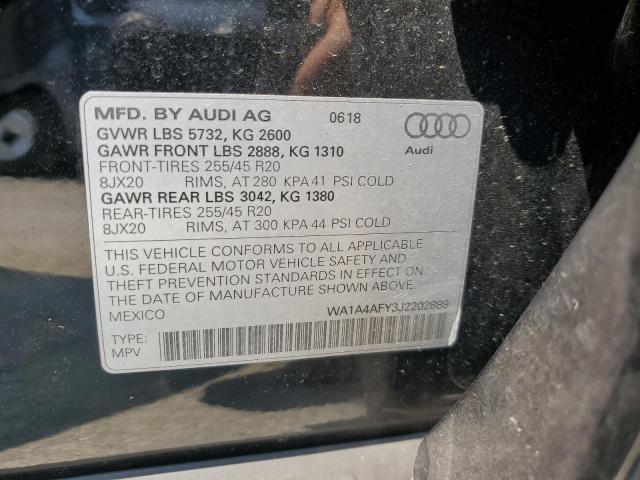 MFD. BY AUDI AG 0618
GVWR LBS 5732, KG 2600
GAWR FRONT LBS 2888, KG 1310
Audi
FRONT-TIRES 255/45 R20
8JX20 RIMS, AT 280 KPA 41 PSI COLD
GAWR REAR LBS 3042, KG 1380
REAR-TIRES 255/45 R20
8JX20 RIMS, AT 300 KPA 44 PSI COLD
THIS VEHICLE CONFORMS TO ALL APPLICABLE
U.S. FEDERAL MOTOR VEHICLE SAFETY AND
THEFT PREVENTION STANDARDS IN EFFECT ON
THE DATE OF MANUFACTURE SHOWN ABOVE.
MEXICO WA1A4AFY3J2202889
TYPE:
MPV